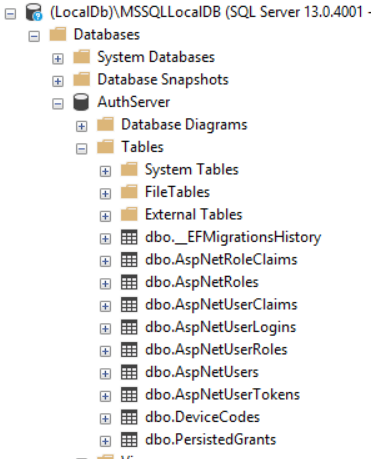 (LocalDb)\MSSQLLocalDB (SQL Server 13.0.4001 -
Databases
System Databases
Database Snapshots
AuthServer
Database Diagrams
Tables
System Tables
FileTables
External Tables
dbo.__EFMigrationsHistory
dbo.AspNetRoleClaims
dbo.AspNetRoles
dbo.AspNetUserClaims
dbo.AspNetUserLogins
dbo.AspNetUserRoles
dbo.AspNetUsers
dbo.AspNetUserTokens
dbo.DeviceCodes
dbo.PersistedGrants